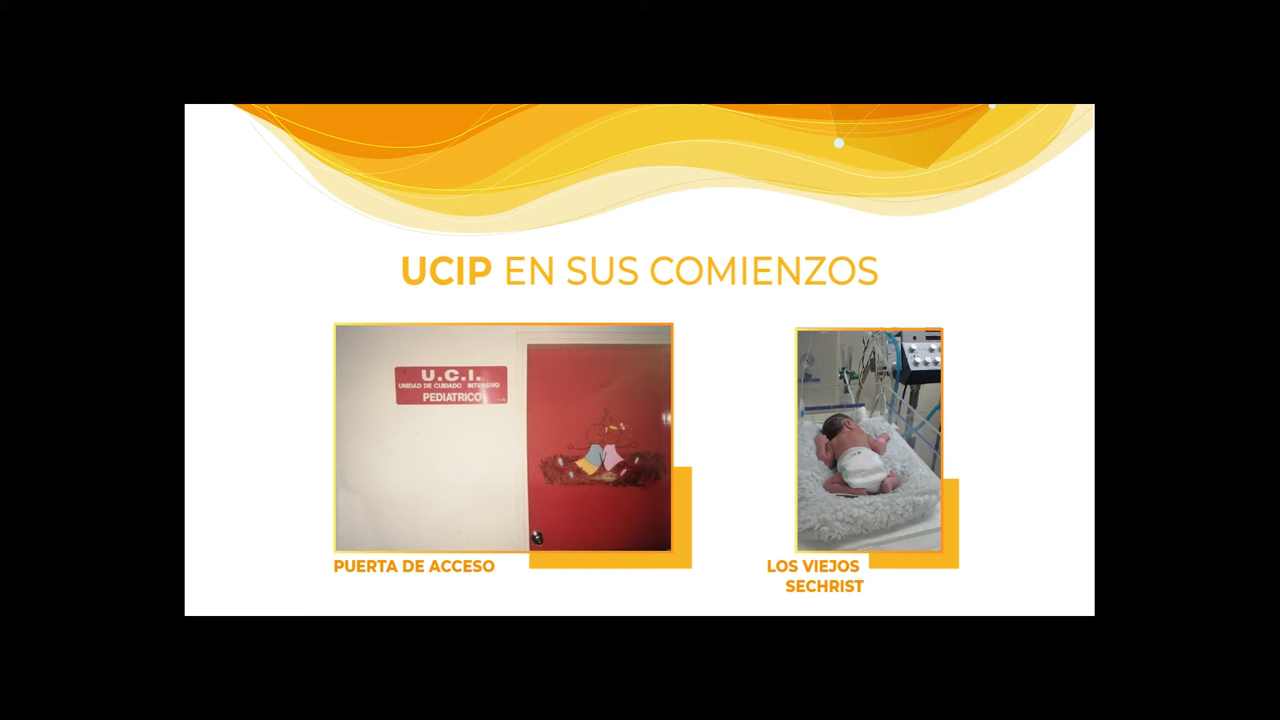 UCIP EN SUS COMIENZOS
U.C.I.
UNIDAD DE CUIDADO INTENSIVO
PEDIATRICO
PUERTA DE ACCESO
LOS VIEJOS
SECHRIST